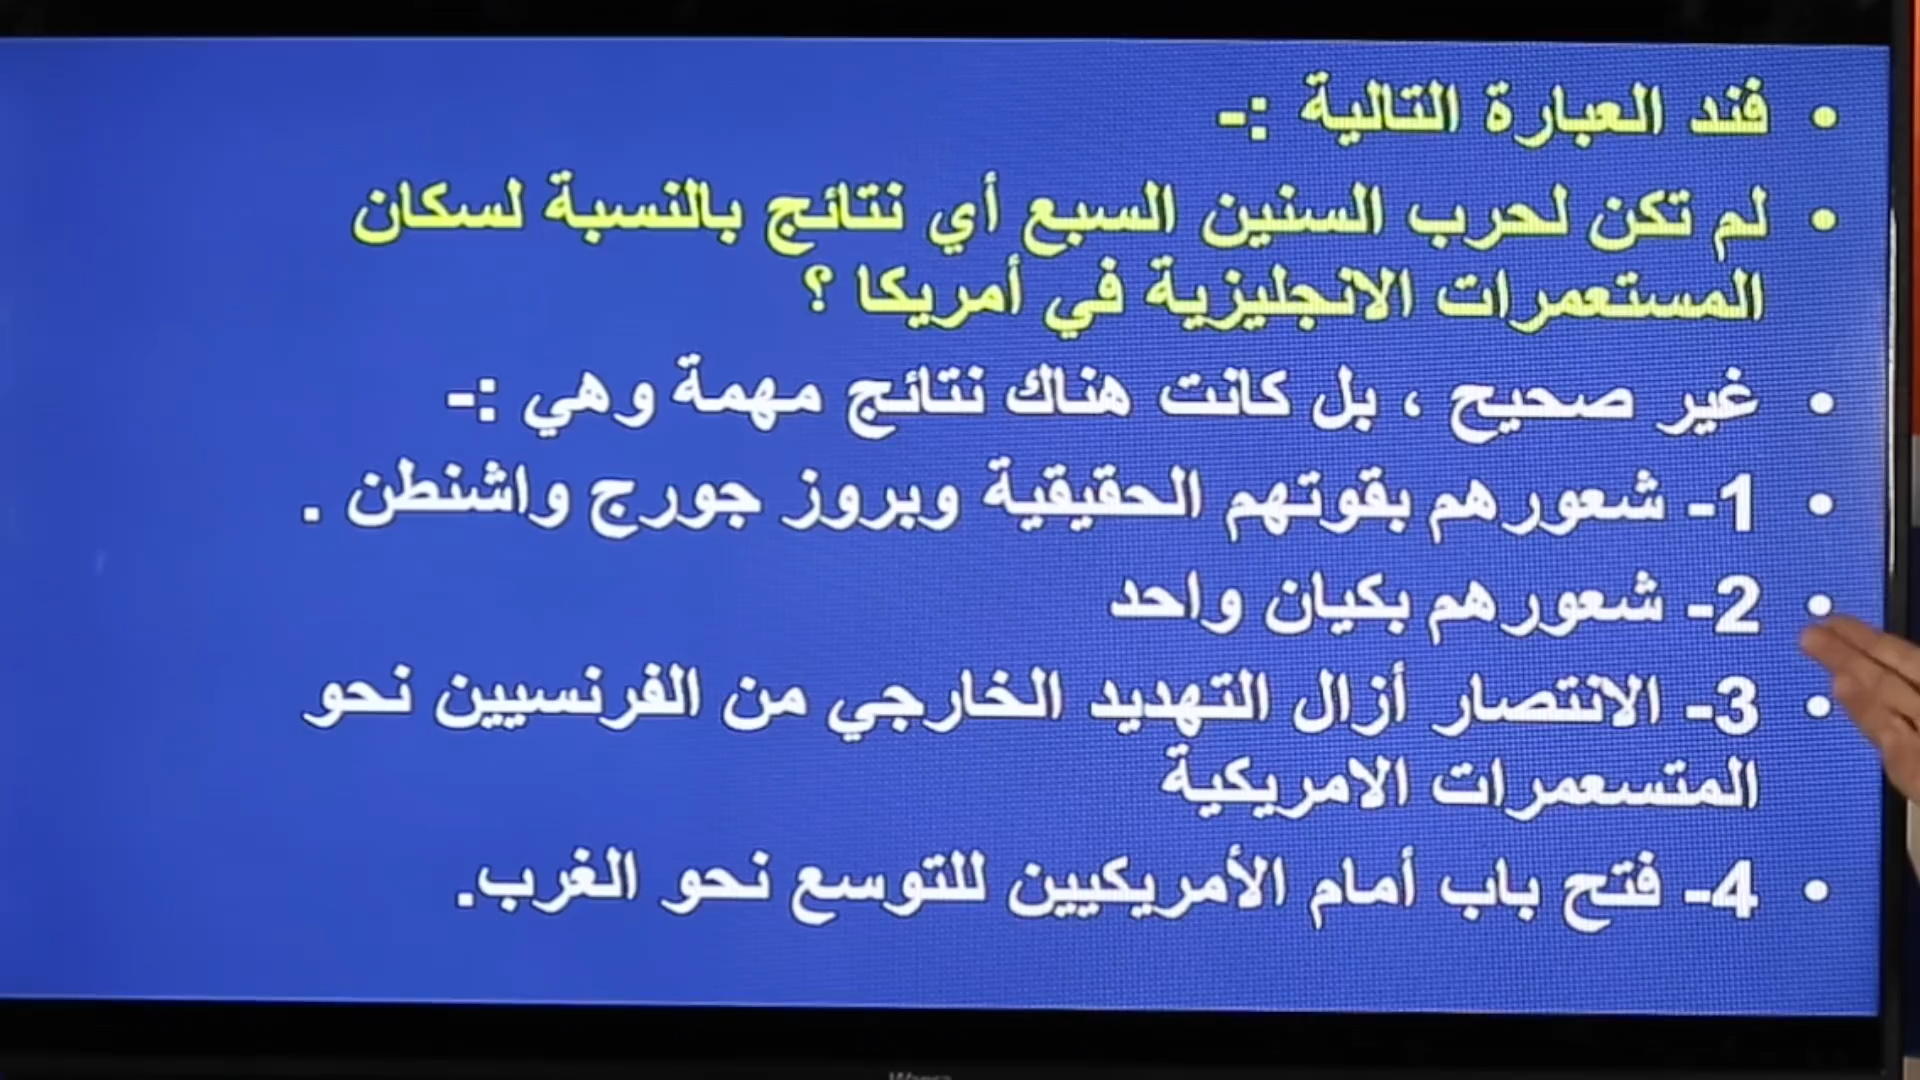 • فند العبارة التالية :-
• لم تكن لحرب السنين السبع أي نتائج بالنسبة لسكان
المستعمرات الانجليزية في أمريكا ؟
• غير صحيح ، بل كانت هناك نتائج مهمة وهي :-
• 1- شعورهم بقوتهم الحقيقية وبروز جورج واشنطن .
• 2- شعورهم بكيان واحد
• 3- الانتصار أزال التهديد الخارجي من الفرنسيين نحو
المتسعمرات الامريكية
• 4- فتح باب أمام الأمريكيين للتوسع نحو الغرب.